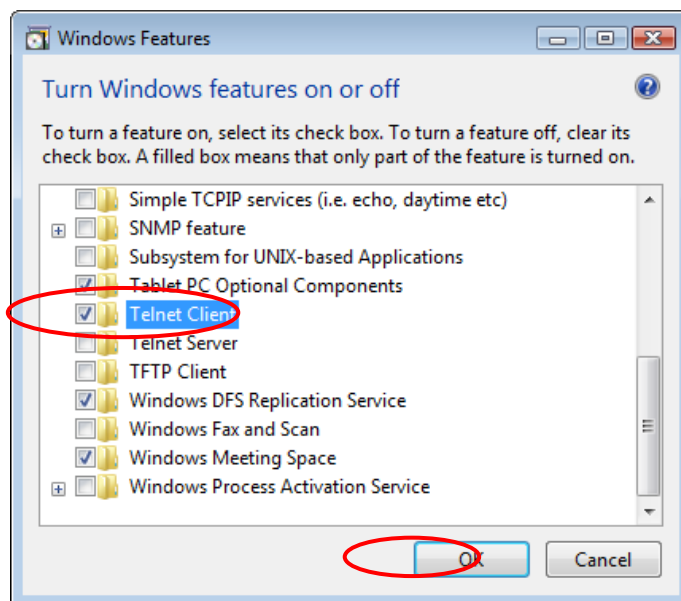 Windows Features
Turn Windows features on or off
To turn a feature on, select its check box. To turn a feature off, clear its
check box. A filled box means that only part of the feature is turned on.
Simple TCPIP services (i.e. echo, daytime etc)
SNMP feature
Subsystem for UNIX-based Applications
Tablet PC Optional Components
Telnet Client
Telnet Server
TFTP Client
Windows DFS Replication Service
Windows Fax and Scan
Windows Meeting Space
Windows Process Activation Service
OK Cancel